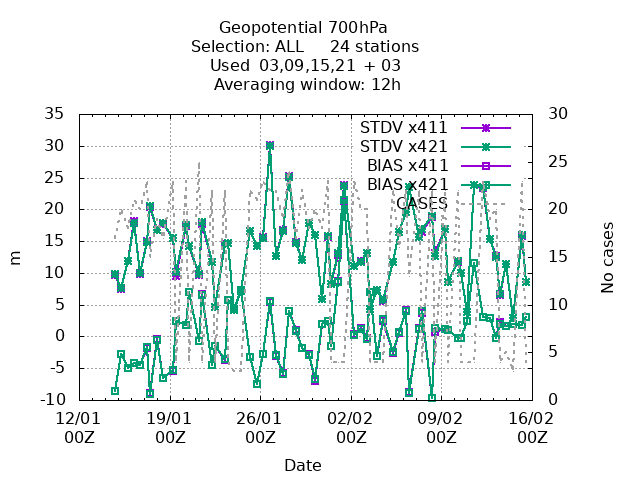 Geopotential 700hPa
Selection: ALL 24 stations
Used 03,09,15,21 + 03
Averaging window: 12h
35
30
25
20
15
10
5
0
-5
-10
m
30
25
20
15
10
5
0
No cases
STDV x411
STDV x421
BIAS x411
BIAS x421
CASES
12/01 19/01 26/01 02/02 09/02 16/02
00Z 00Z 00Z 00Z 00Z 00Z
Date